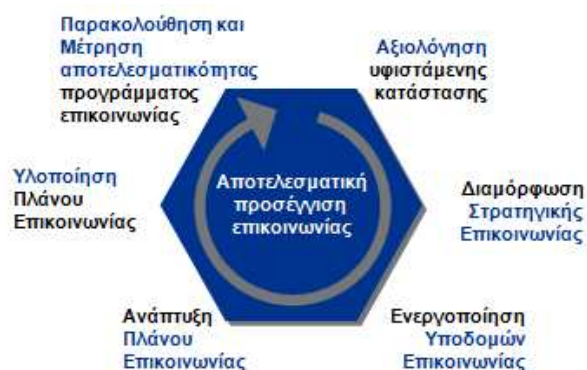 Παρακολούθηση και
Μέτρηση
αποτελεσματικότητας
προγράμματος
επικοινωνίας
Αξιολόγηση
υφιστάμενης
κατάστασης
Υλοποίηση
Πλάνου
Επικοινωνίας
Αποτελεσματική
προσέγγιση
επικοινωνίας
Διαμόρφωση
Στρατηγικής
Επικοινωνίας
Ανάπτυξη
Πλάνου
Επικοινωνίας
Ενεργοποίηση
Υποδομών
Επικοινωνίας